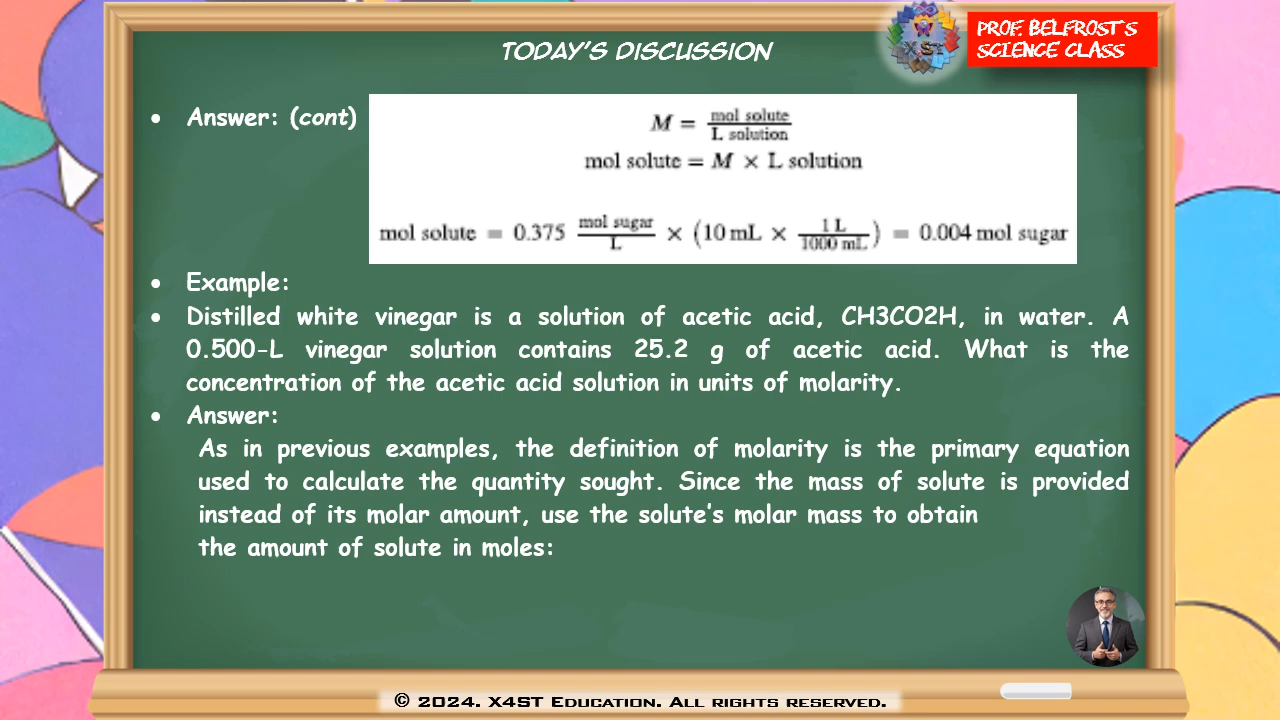 TODAY'S DISCUSSION
X4ST
PROF. BELFROST'S
SCIENCE CLASS
• Answer: (cont)
M = mol solute / L solution
mol solute = M × L solution
mol solute = 0.375 mol sugar / L × (10 mL × 1 L / 1000 mL) = 0.004 mol sugar
• Example:
• Distilled white vinegar is a solution of acetic acid, CH3CO2H, in water. A
0.500-L vinegar solution contains 25.2 g of acetic acid. What is the
concentration of the acetic acid solution in units of molarity.
• Answer:
As in previous examples, the definition of molarity is the primary equation
used to calculate the quantity sought. Since the mass of solute is provided
instead of its molar amount, use the solute's molar mass to obtain
the amount of solute in moles:
© 2024. X4ST Education. All rights reserved.